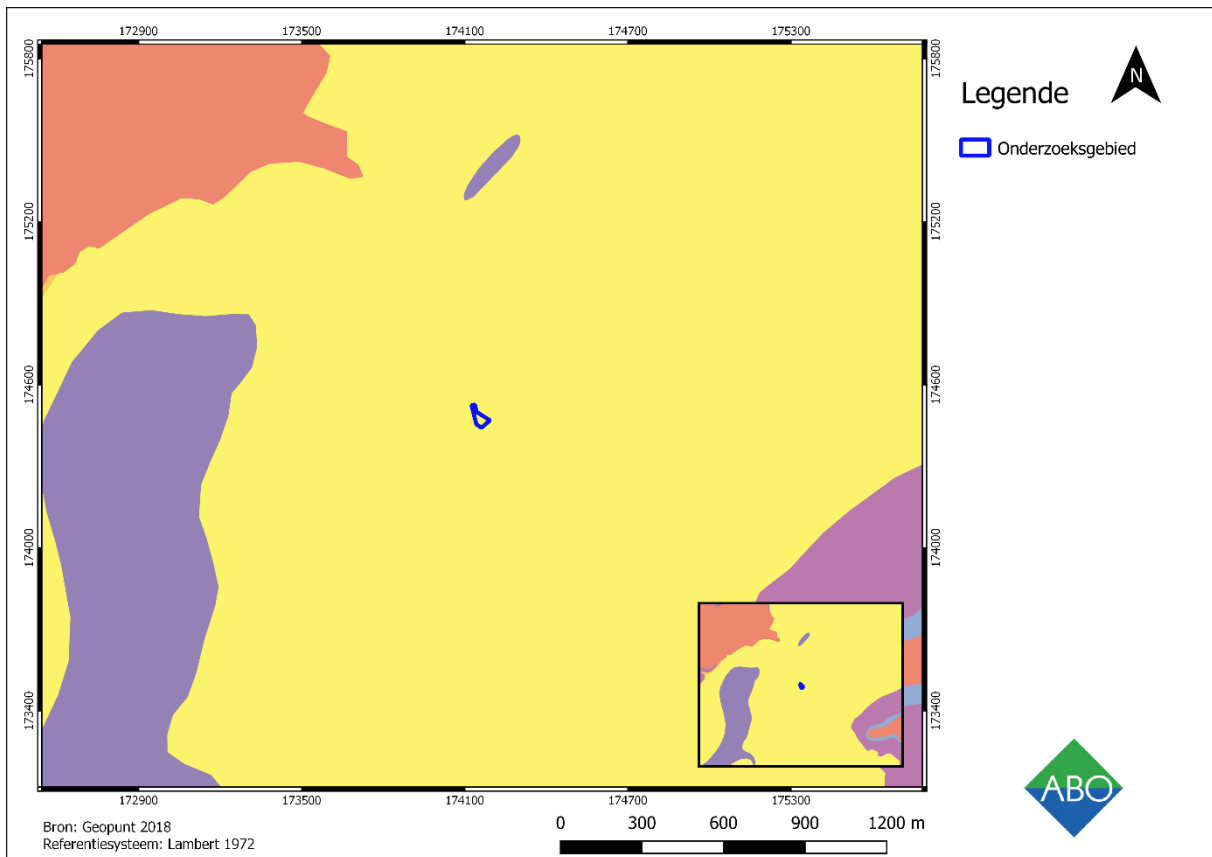 172900 173500 174100 174700 175300
175800 175800
175200 175200
174600 174600
174000 174000
173400 173400
172900 173500 174100 174700 175300
Legende
N
Onderzoeksgebied
Bron: Geopunt 2018
Referentiesysteem: Lambert 1972
0 300 600 900 1200 m
ABO